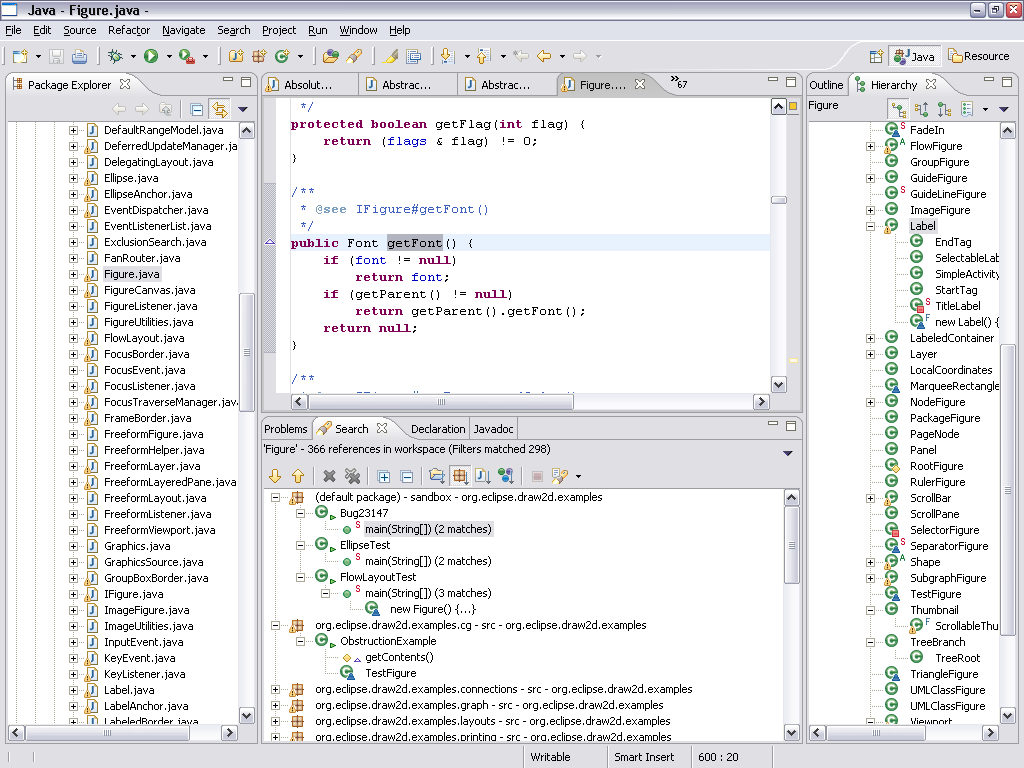 Java - Figure.java -
File Edit Source Refactor Navigate Search Project Run Window Help
Java Resource
Package Explorer
DefaultRangeModel.java
DeferredUpdateManager.ja
DelegatingLayout.java
Ellipse.java
EllipseAnchor.java
EventDispatcher.java
EventListenerList.java
ExclusionSearch.java
FanRouter.java
Figure.java
FigureCanvas.java
FigureListener.java
FigureUtilities.java
FlowLayout.java
FocusBorder.java
FocusEvent.java
FocusListener.java
FocusTraverseManager.java
FrameBorder.java
FreeformFigure.java
FreeformHelper.java
FreeformLayer.java
FreeformLayeredPane.java
FreeformLayout.java
FreeformListener.java
FreeformViewport.java
Graphics.java
GraphicsSource.java
GroupBoxBorder.java
IFigure.java
ImageFigure.java
ImageUtilities.java
InputEvent.java
KeyEvent.java
KeyListener.java
Label.java
LabelAnchor.java
LabeledBorder.java
Absolut... Abstrac... Abstrac... Figure.... »67
*/
protected boolean getFlag(int flag) {
return (flags & flag) != 0;
}
/**
* @see IFigure#getFont()
*/
public Font getFont() {
if (font != null)
return font;
if (getParent() != null)
return getParent().getFont();
return null;
}
/**
Problems Search Declaration Javadoc
'Figure' - 366 references in workspace (Filters matched 298)
(default package) - sandbox - org.eclipse.draw2d.examples
Bug23147
main(String[]) (2 matches)
EllipseTest
main(String[]) (2 matches)
FlowLayoutTest
main(String[]) (3 matches)
new Figure() {...}
org.eclipse.draw2d.examples.cg - src - org.eclipse.draw2d.examples
ObstructionExample
getContents()
TestFigure
org.eclipse.draw2d.examples.connections - src - org.eclipse.draw2d.examples
org.eclipse.draw2d.examples.graph - src - org.eclipse.draw2d.examples
org.eclipse.draw2d.examples.layouts - src - org.eclipse.draw2d.examples
org.eclipse.draw2d.examples.printing - src - org.eclipse.draw2d.examples
Outline Hierarchy
Figure
FadeIn
FlowFigure
GroupFigure
GuideFigure
GuideLineFigure
ImageFigure
Label
EndTag
SelectableLab
SimpleActivity
StartTag
TitleLabel
new Label() {
LabeledContainer
Layer
LocalCoordinates
MarqueeRectangle
NodeFigure
PackageFigure
PageNode
Panel
RootFigure
RulerFigure
ScrollBar
ScrollPane
SelectorFigure
SeparatorFigure
Shape
SubgraphFigure
TestFigure
Thumbnail
ScrollableThu
TreeBranch
TreeRoot
TriangleFigure
UMLClassFigure
UMLClassFigure
Viewport
Writable Smart Insert 600 : 20